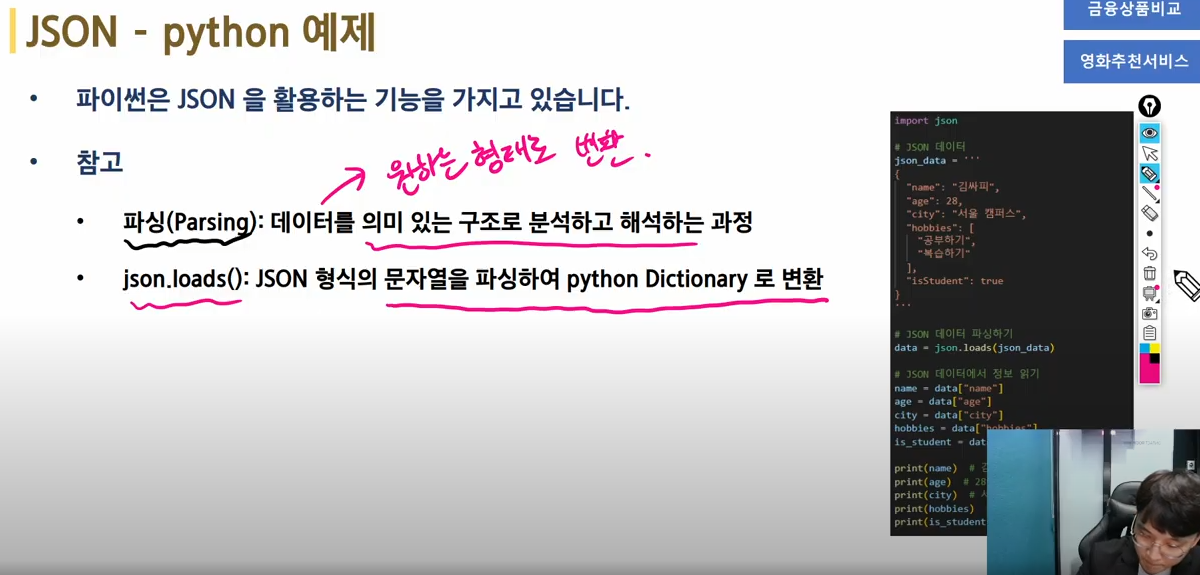 JSON - python 예제
금융상품비교
영화추천서비스
• 파이썬은 JSON 을 활용하는 기능을 가지고 있습니다.
• 참고
원하는 형태로 변환.
• 파싱(Parsing): 데이터를 의미 있는 구조로 분석하고 해석하는 과정
• json.loads(): JSON 형식의 문자열을 파싱하여 python Dictionary 로 변환
import json
# JSON 데이터
json_data = '''
{
"name": "김싸피",
"age": 28,
"city": "서울 캠퍼스",
"hobbies": [
"공부하기",
"복습하기"
],
"isStudent": true
}
'''
# JSON 데이터 파싱하기
data = json.loads(json_data)
# JSON 데이터에서 정보 읽기
name = data["name"]
age = data["age"]
city = data["city"]
hobbies = data["hobbies"]
is_student = dat
print(name) #
print(age) # 28
print(city) #
print(hobbies)
print(is_student